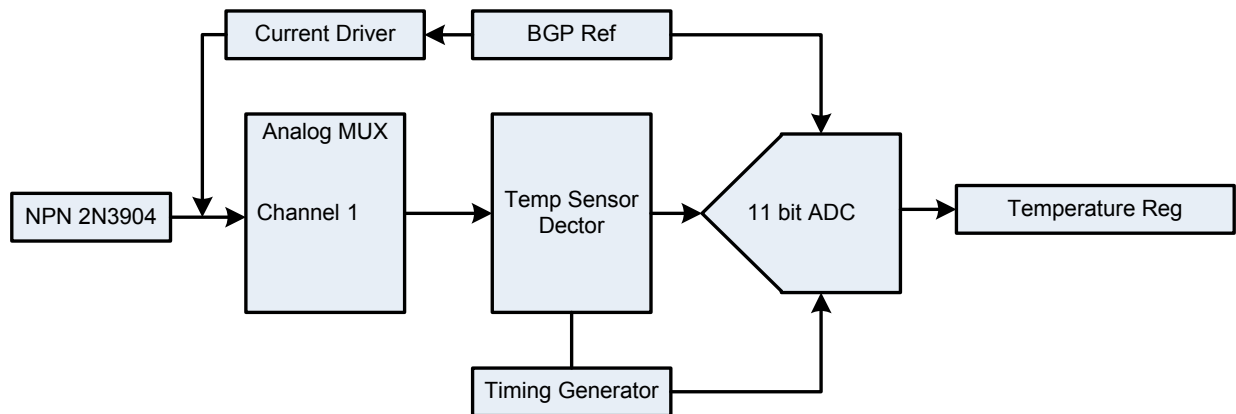 Current Driver
BGP Ref
Analog MUX
NPN 2N3904
Channel 1
Temp Sensor
Dector
11 bit ADC
Temperature Reg
Timing Generator